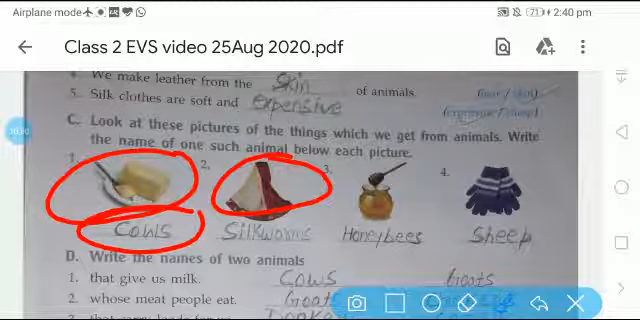 Airplane mode 71 2:40 pm
Class 2 EVS video 25Aug 2020.pdf
4. We make leather from the skin of animals.
5. Silk clothes are soft and expensive
C. Look at these pictures of the things which we get from animals. Write
the name of one such animal below each picture.
1. 2. 3. 4.
Cows Silkworms Honeybees Sheep
D. Write the names of two animals
1. that give us milk. Cows Goats
2. whose meat people eat. Goat